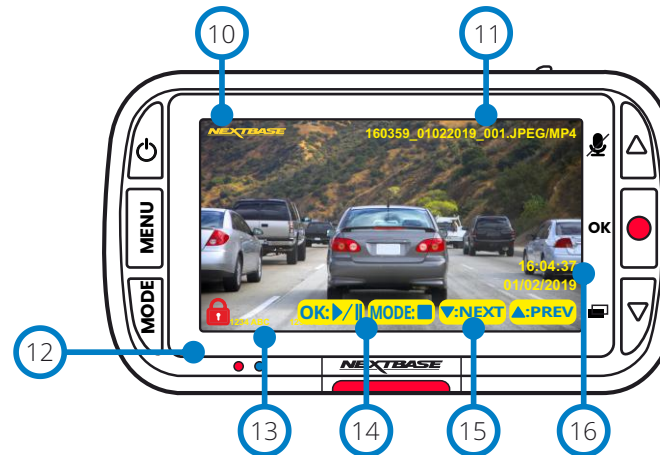 10
11
NEXTBASE
160359_01022019_001.JPEG/MP4
MENU
OK
MODE
16:04:37
01/02/2019
OK: ▶/|| MODE: ■ ▼:NEXT ▲:PREV
NEXTBASE
12
13
14
15
16